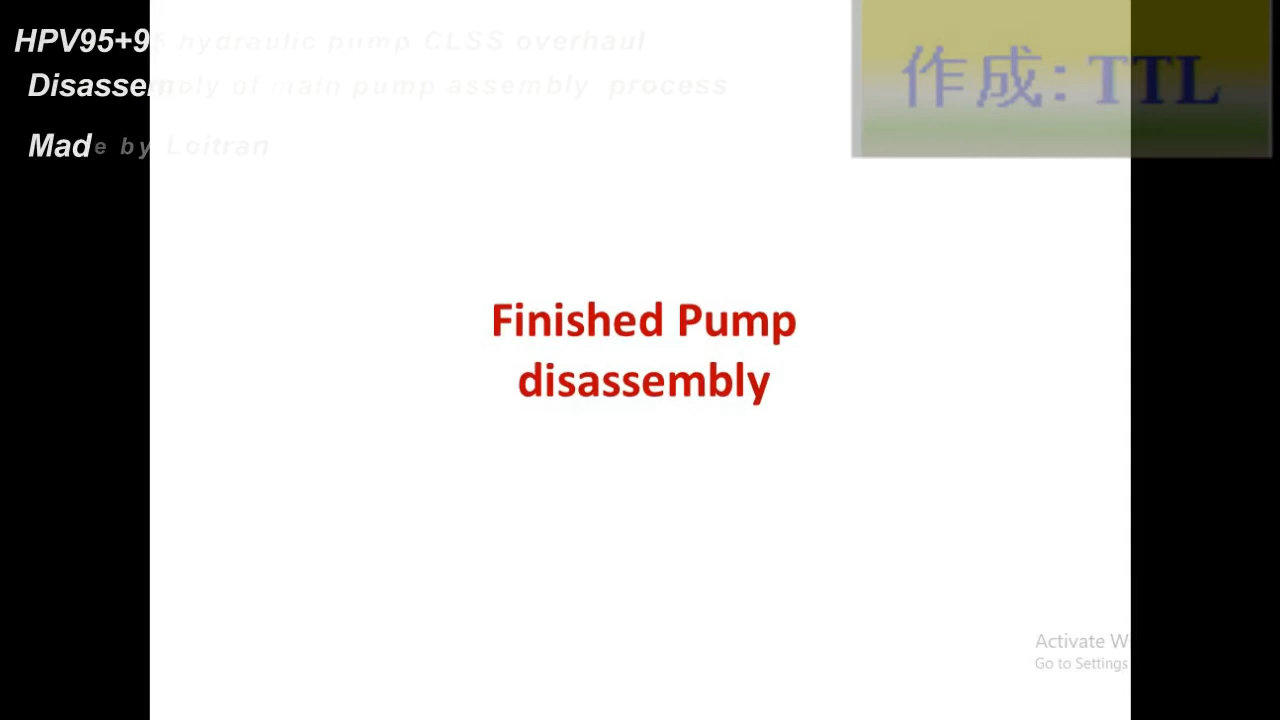 HPV95+95 hydraulic pump CLSS overhaul
Disassembly of main pump assembly process
Made by Loitran
作成: TTL
Finished Pump
disassembly
Activate W
Go to Settings